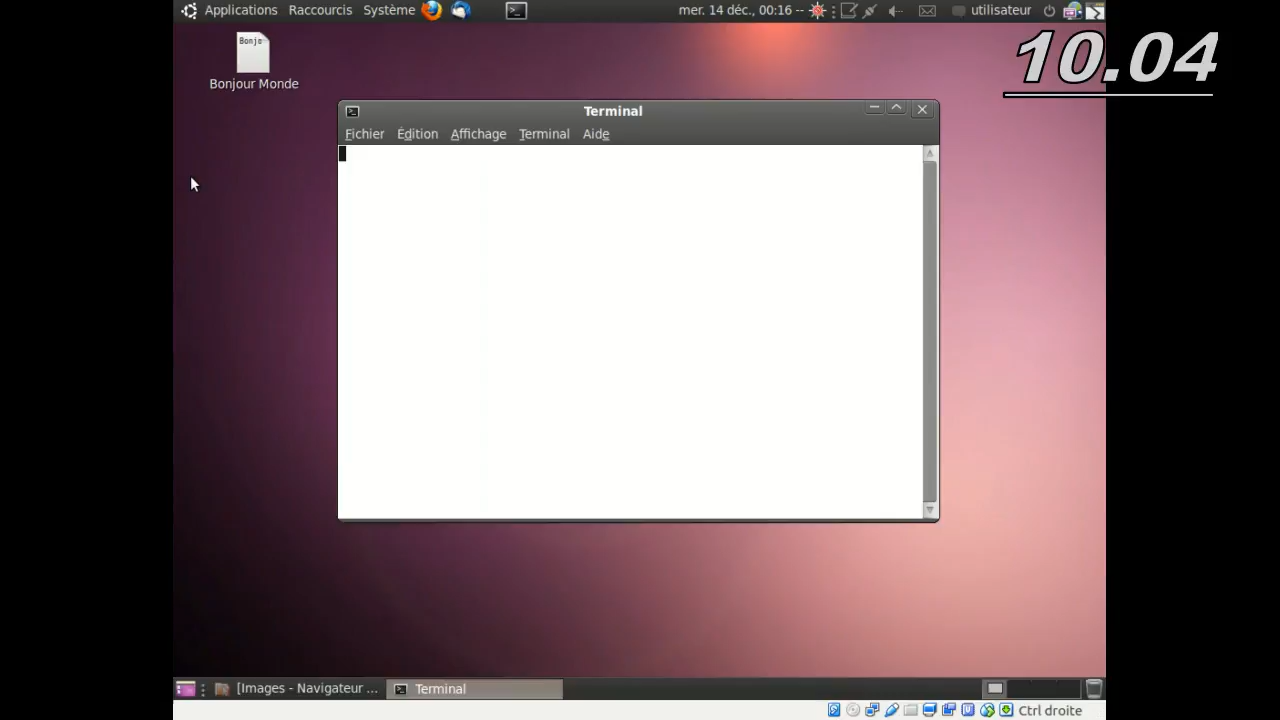 Applications Raccourcis Système mer. 14 déc., 00:16 -- utilisateur
10.04
Bonje
Bonjour Monde
Terminal
Fichier Édition Affichage Terminal Aide
[Images - Navigateur ... Terminal
Ctrl droite